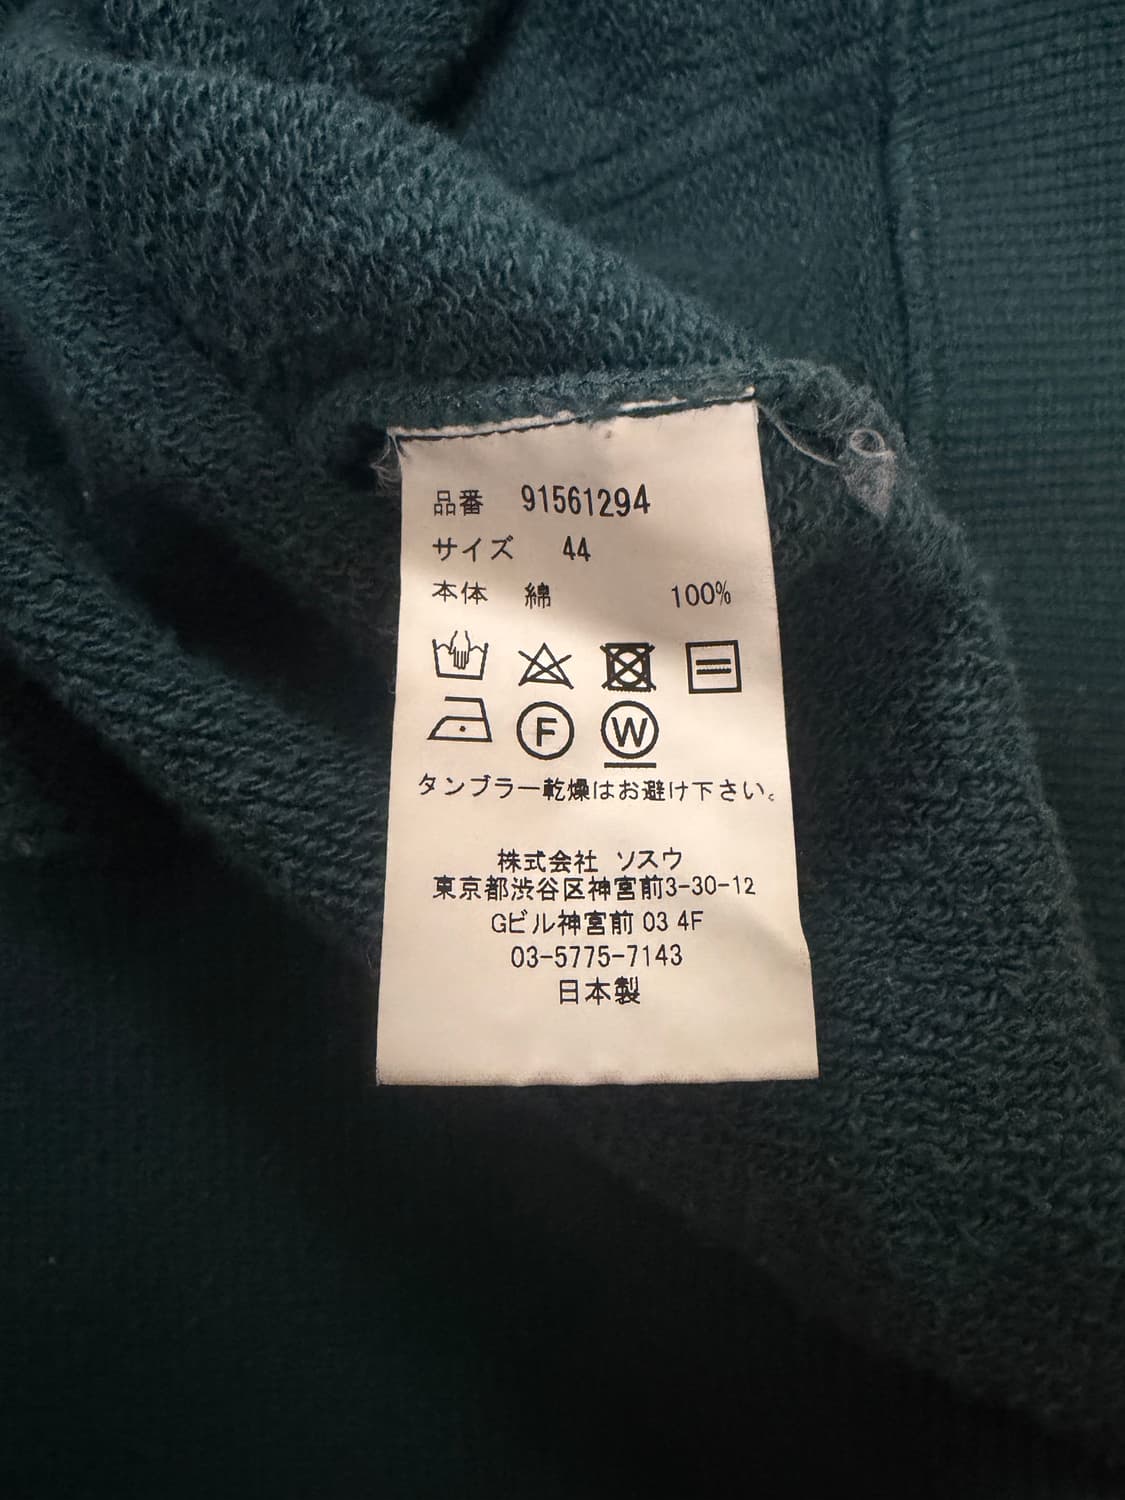 品番 91561294
サイズ 44
本体 綿 100%
F W
タンブラー乾燥はお避け下さい。
株式会社 ソスウ
東京都渋谷区神宮前3-30-12
Gビル神宮前 03 4F
03-5775-7143
日本製